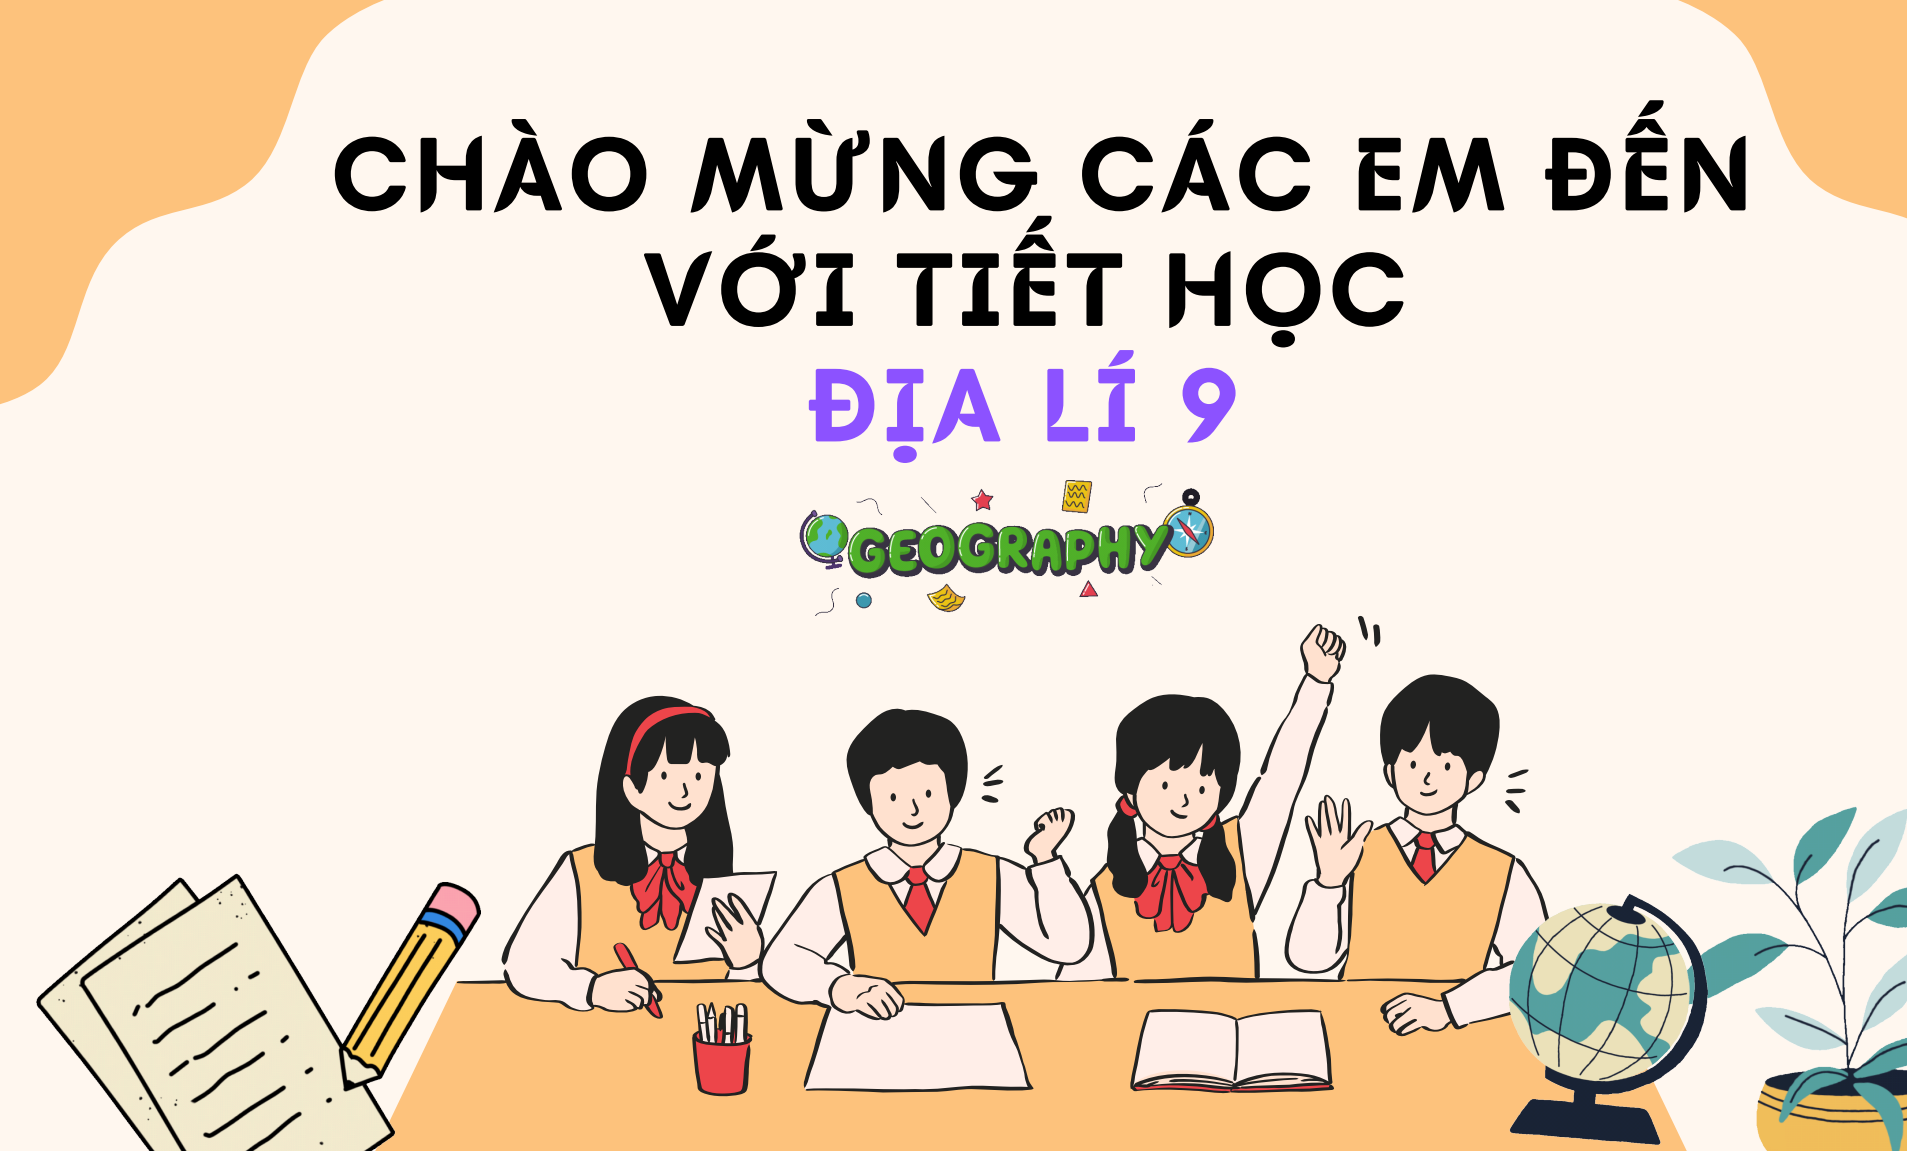 CHÀO MỪNG CÁC EM ĐẾN
VỚI TIẾT HỌC
ĐỊA LÍ 9
GEOGRAPHY